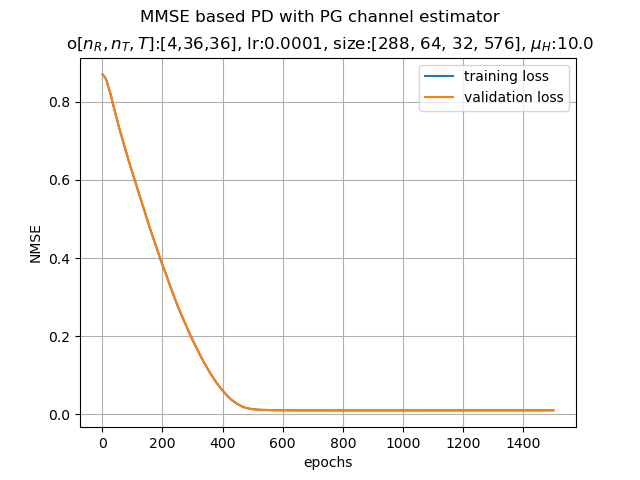 MMSE based PD with PG channel estimator
o[$n_R, n_T, T$]:[4,36,36], lr:0.0001, size:[288, 64, 32, 576], $\mu_H$:10.0
training loss
validation loss
0.8
0.6
0.4
0.2
0.0
NMSE
0 200 400 600 800 1000 1200 1400
epochs